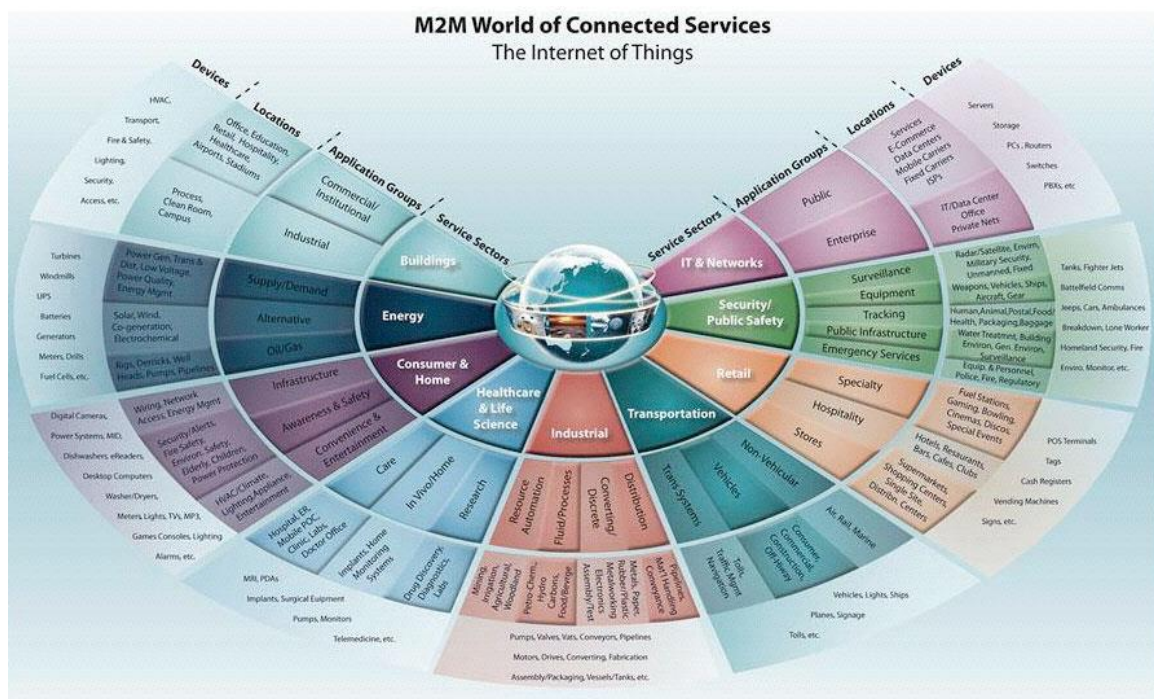 M2M World of Connected Services
The Internet of Things
Devices
Locations
Application Groups
Service Sectors
Service Sectors
Application Groups
Locations
Devices
Buildings
Commercial/
Institutional
Industrial
Office, Education,
Retail, Hospitality,
Healthcare,
Airports, Stadiums
Process,
Clean Room,
Campus
HVAC,
Transport,
Fire & Safety,
Lighting,
Security,
Access, etc.
Energy
Supply/Demand
Alternative
Oil/Gas
Power Gen, Trans &
Dist, Low Voltage,
Power Quality,
Energy Mgmt
Solar, Wind,
Co-generation,
Electrochemical
Rigs, Derricks, Well
Heads, Pumps, Pipelines
Turbines
Windmills
UPS
Batteries
Generators
Meters, Drills
Fuel Cells, etc.
Consumer &
Home
Infrastructure
Awareness & Safety
Convenience &
Entertainment
Wiring, Network
Access, Energy Mgmt
Security/Alerts,
Fire Safety,
Environ. Safety,
Elderly, Children,
Power Protection
HVAC/Climate,
Lighting/Appliance,
Entertainment
Digital Cameras,
Power Systems, MID,
Dishwashers, eReaders,
Desktop Computers
Washer/Dryers,
Meters, Lights, TVs, MP3,
Games Consoles, Lighting
Alarms, etc.
Healthcare
& Life
Science
Care
In Vivo/Home
Research
Hospital, ER,
Mobile POC,
Clinic, Labs,
Doctor Office
Implants, Home
Monitoring
Systems
Drug Discovery,
Diagnostics,
Labs
MRI, PDAs
Implants, Surgical Equipment
Pumps, Monitors
Telemedicine, etc.
Industrial
Resource
Automation
Fluid/Processes
Converting/
Discrete
Distribution
Mining,
Irrigation,
Agricultural,
Woodland
Petro-Chem,
Hydro
Carbons,
Food/Bevrge
Metals, Paper,
Rubber/Plastic
Metalworking
Electronics
Assembly/Test
Pipelines,
Mat'l Handling
Conveyance
Pumps, Valves, Vats, Conveyors, Pipelines
Motors, Drives, Converting, Fabrication
Assembly/Packaging, Vessels/Tanks, etc.
Transportation
Trans Systems
Vehicles
Non-Vehicular
Tolls,
Traffic Mgmt
Navigation
Consumer,
Commercial,
Construction,
Off-Hiway
Air, Rail, Marine
Vehicles, Lights, Ships
Planes, Signage
Tolls, etc.
Retail
Specialty
Hospitality
Stores
Fuel Stations,
Gaming, Bowling,
Cinemas, Discos,
Special Events
Hotels, Restaurants,
Bars, Cafes, Clubs
Supermarkets,
Shopping Centers,
Single Site,
Distribn. Centers
POS Terminals
Tags
Cash Registers
Vending Machines
Signs, etc.
Security/
Public Safety
Surveillance
Equipment
Tracking
Public Infrastructure
Emergency Services
Radar/Satellite, Envirn,
Military Security,
Unmanned, Fixed
Weapons, Vehicles, Ships,
Aircraft, Gear
Human,Animal,Postal,Food/
Health, Packaging,Baggage
Water Treatment, Building
Environ, Gen. Environ,
Surveillance
Equip. & Personnel,
Police, Fire, Regulatory
Tanks, Fighter Jets
Battelfield Comms
Jeeps, Cars, Ambulances
Breakdown, Lone Worker
Homeland Security, Fire
Enviro, Monitor, etc.
IT & Networks
Public
Enterprise
Services
E-Commerce
Data Centers
Mobile Carriers
Fixed Carriers
ISPs
IT/Data Center
Office
Private Nets
Servers
Storage
PCs, Routers
Switches
PBXs, etc